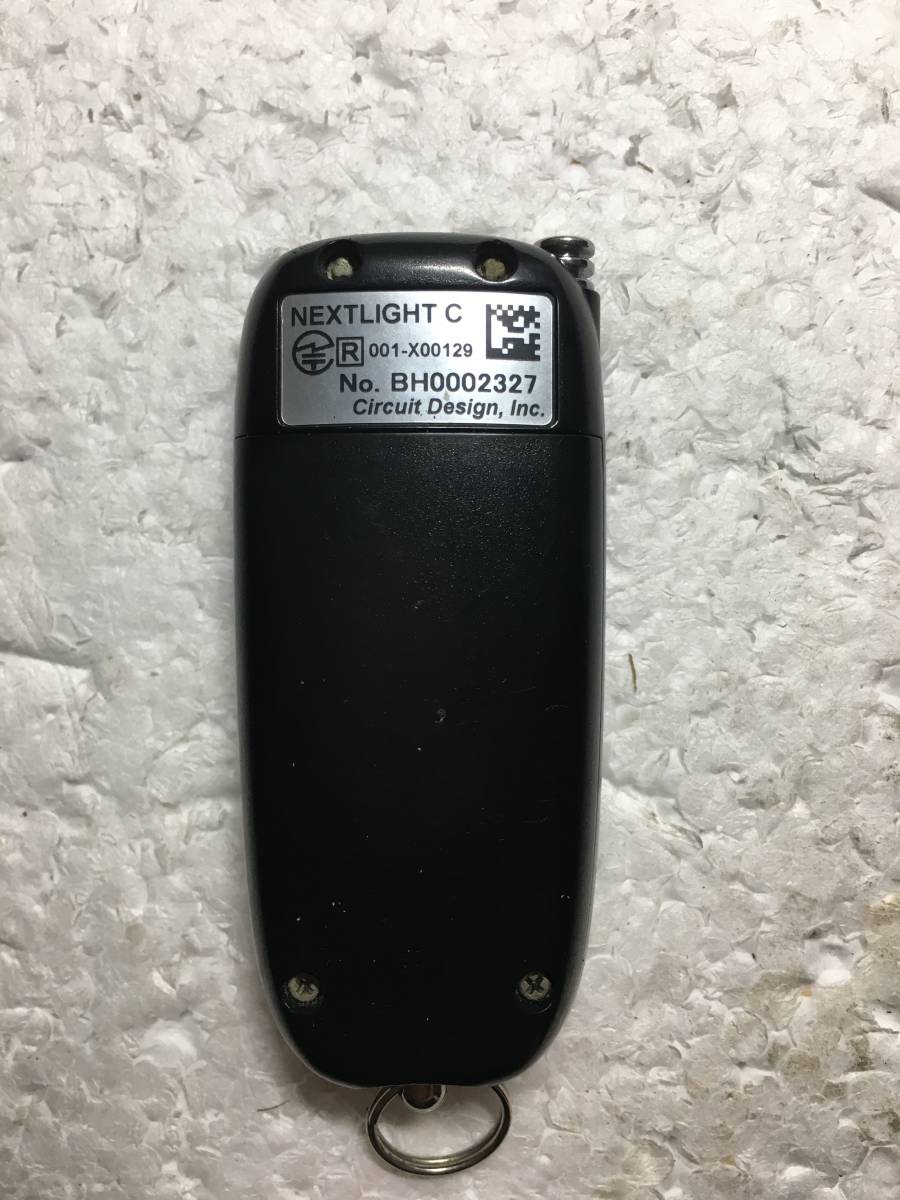 NEXTLIGHT C
R 001-X00129
No. BH0002327
Circuit Design, Inc.